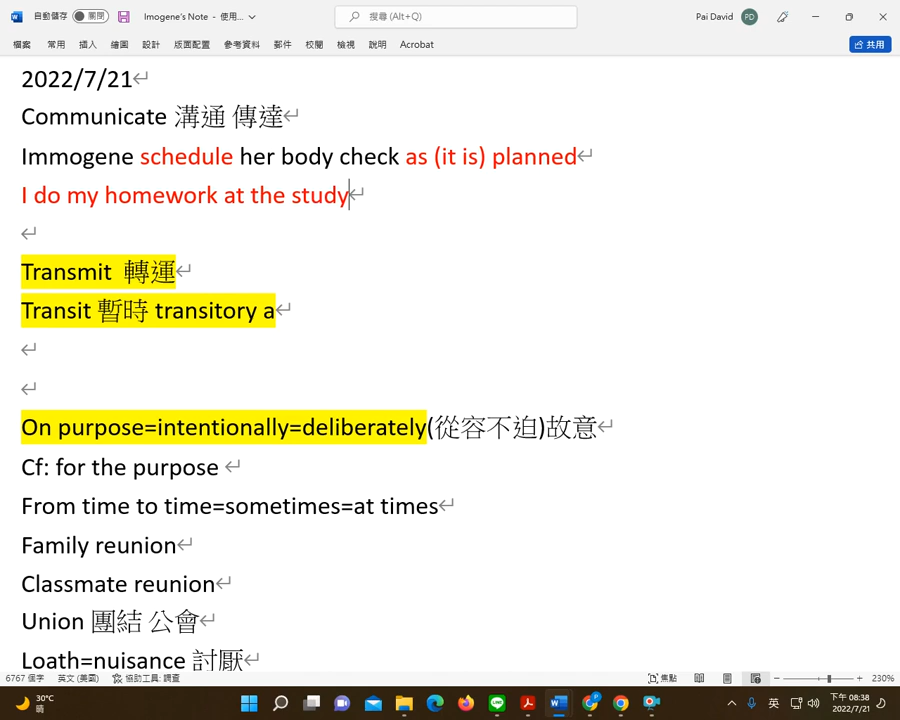 自動儲存 關閉 Imogene's Note - 使用... 搜尋 (Alt+Q) Pai David PD
檔案 常用 插入 繪圖 設計 版面配置 參考資料 郵件 校閱 檢視 說明 Acrobat 共用
2022/7/21
Communicate 溝通 傳達
Immogene schedule her body check as (it is) planned
I do my homework at the study
Transmit 轉運
Transit 暫時 transitory a
On purpose=intentionally=deliberately(從容不迫)故意
Cf: for the purpose
From time to time=sometimes=at times
Family reunion
Classmate reunion
Union 團結 公會
Loath=nuisance 討厭
6767 個字 英文 (美國) 協助工具: 調查 焦點 230%
30°C 晴 英 下午 08:38 2022/7/21